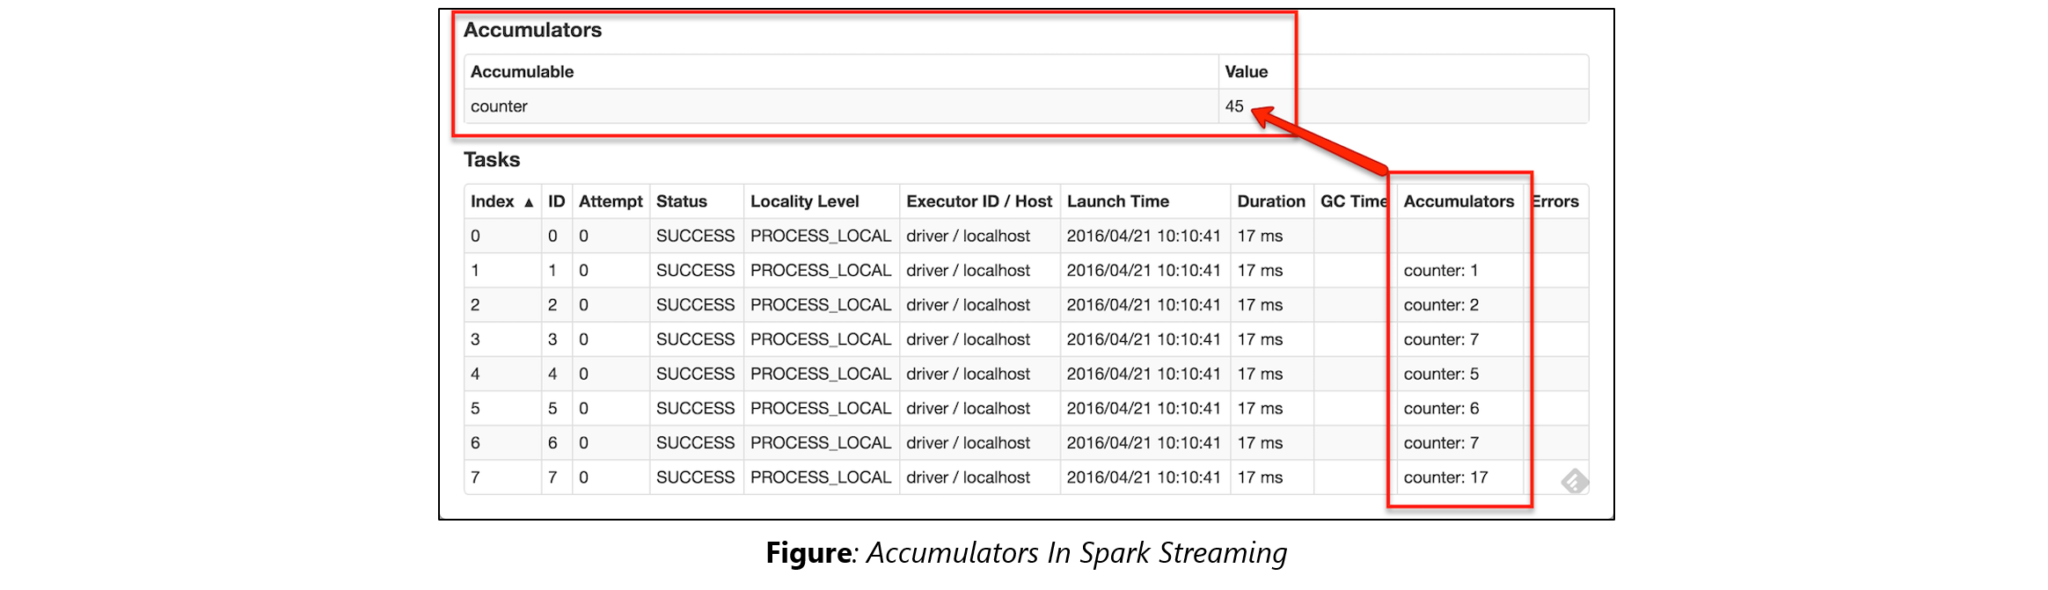 Accumulators
Accumulable Value
counter 45
Tasks
Index ▲ ID Attempt Status Locality Level Executor ID / Host Launch Time Duration GC Time Accumulators Errors
0 0 0 SUCCESS PROCESS_LOCAL driver / localhost 2016/04/21 10:10:41 17 ms
1 1 0 SUCCESS PROCESS_LOCAL driver / localhost 2016/04/21 10:10:41 17 ms counter: 1
2 2 0 SUCCESS PROCESS_LOCAL driver / localhost 2016/04/21 10:10:41 17 ms counter: 2
3 3 0 SUCCESS PROCESS_LOCAL driver / localhost 2016/04/21 10:10:41 17 ms counter: 7
4 4 0 SUCCESS PROCESS_LOCAL driver / localhost 2016/04/21 10:10:41 17 ms counter: 5
5 5 0 SUCCESS PROCESS_LOCAL driver / localhost 2016/04/21 10:10:41 17 ms counter: 6
6 6 0 SUCCESS PROCESS_LOCAL driver / localhost 2016/04/21 10:10:41 17 ms counter: 7
7 7 0 SUCCESS PROCESS_LOCAL driver / localhost 2016/04/21 10:10:41 17 ms counter: 17
Figure: Accumulators In Spark Streaming